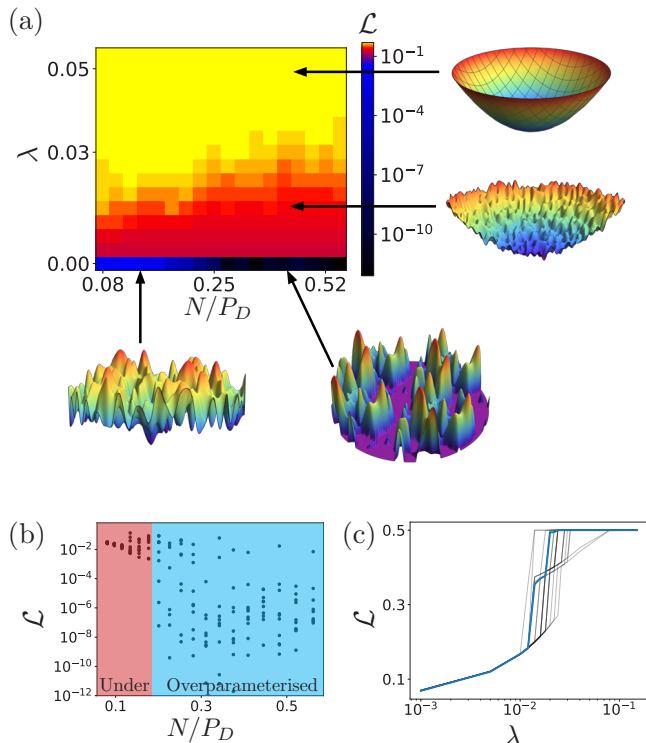 (a)
ℒ
0.05
0.03
0.00
λ
0.08
0.25
0.52
N/P_D
10^{-1}
10^{-4}
10^{-7}
10^{-10}
(b)
10^{-2}
10^{-4}
10^{-6}
10^{-8}
10^{-10}
10^{-12}
ℒ
Under
Overparameterised
0.1
0.3
0.5
N/P_D
(c)
0.5
0.3
0.1
ℒ
10^{-3}
10^{-2}
10^{-1}
λ